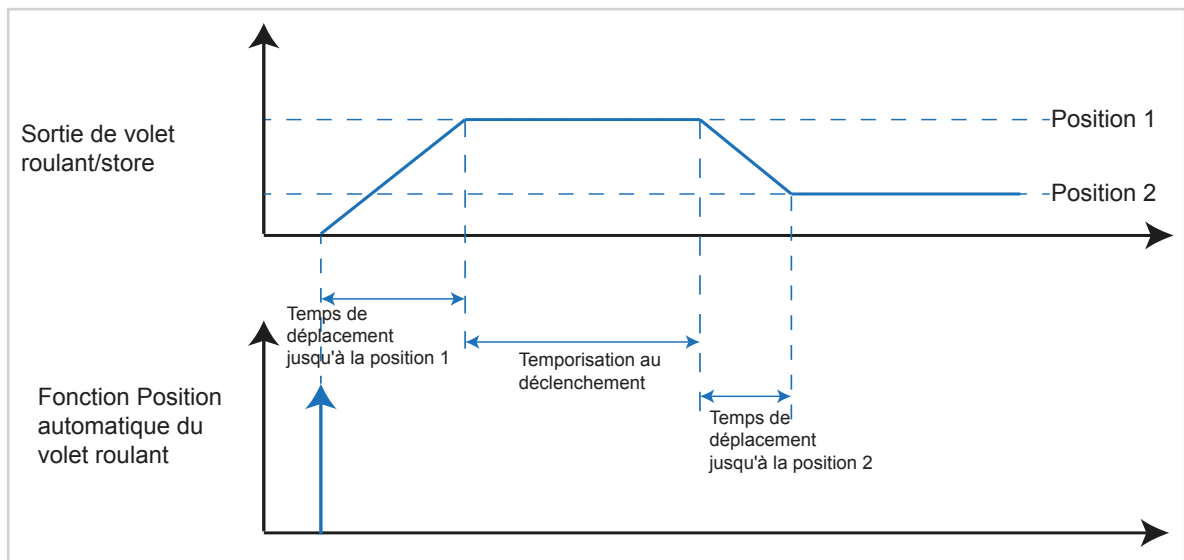 Sortie de volet
roulant/store
Position 1
Position 2
Temps de
déplacement
jusqu'à la position 1
Temporisation au
déclenchement
Temps de
déplacement
jusqu'à la position 2
Fonction Position
automatique du
volet roulant